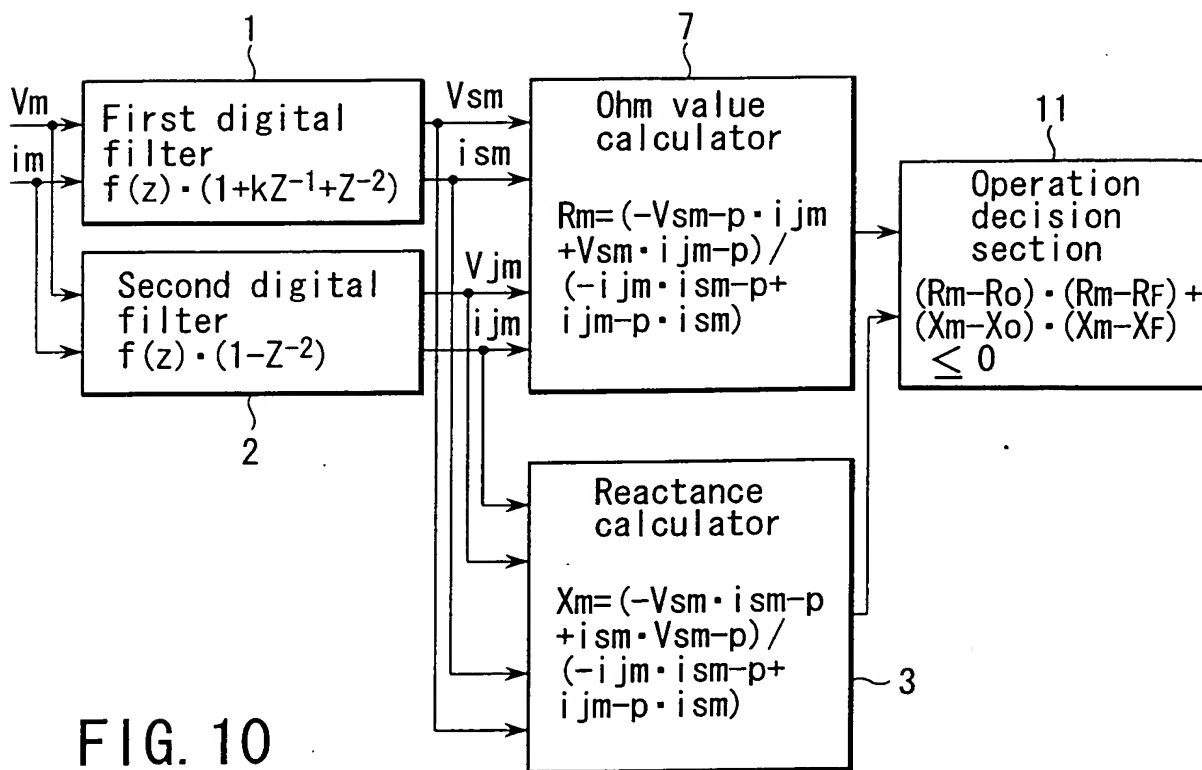 1
Vm
im
First digital
filter
f(z)·(1+kZ⁻¹+Z⁻²)
Second digital
filter
f(z)·(1−Z⁻²)
2
Vsm
ism
Vjm
ijm
7
Ohm value
calculator
Rm=(-Vsm-p·ijm
+Vsm·ijm-p)/
(-ijm·ism-p+
ijm-p·ism)
Reactance
calculator
Xm=(-Vsm·ism-p
+ism·Vsm-p)/
(-ijm·ism-p+
ijm-p·ism)
3
11
Operation
decision
section
(Rm-Ro)·(Rm-RF)+
(Xm-Xo)·(Xm-XF)
≤ 0
FIG. 10